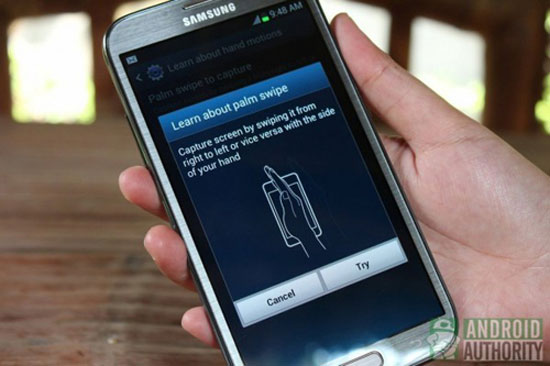 SAMSUNG
9:48 AM
Learn about hand motions
Palm swipe to capture
Learn about palm swipe
Capture screen by swiping it from
right to left or vice versa with the side
of your hand
Cancel
Try
ANDROID
AUTHORITY